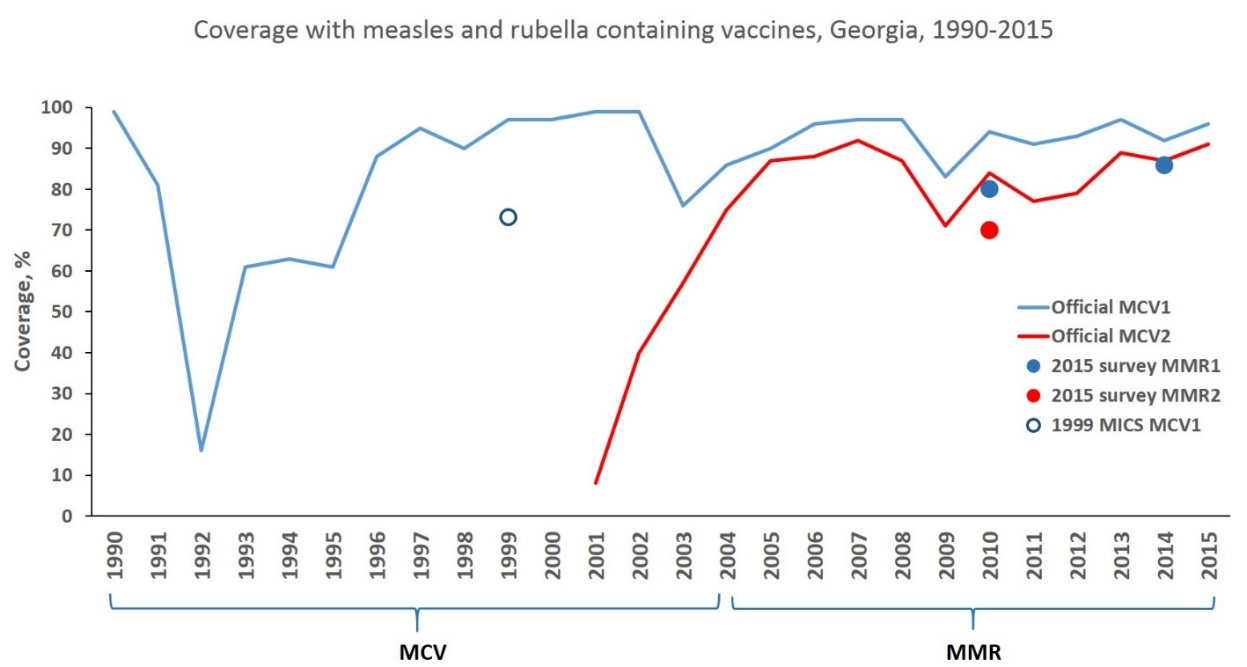 Coverage with measles and rubella containing vaccines, Georgia, 1990-2015
Coverage, %
100
90
80
70
60
50
40
30
20
10
0
1990 1991 1992 1993 1994 1995 1996 1997 1998 1999 2000 2001 2002 2003 2004 2005 2006 2007 2008 2009 2010 2011 2012 2013 2014 2015
Official MCV1
Official MCV2
2015 survey MMR1
2015 survey MMR2
1999 MICS MCV1
MCV MMR